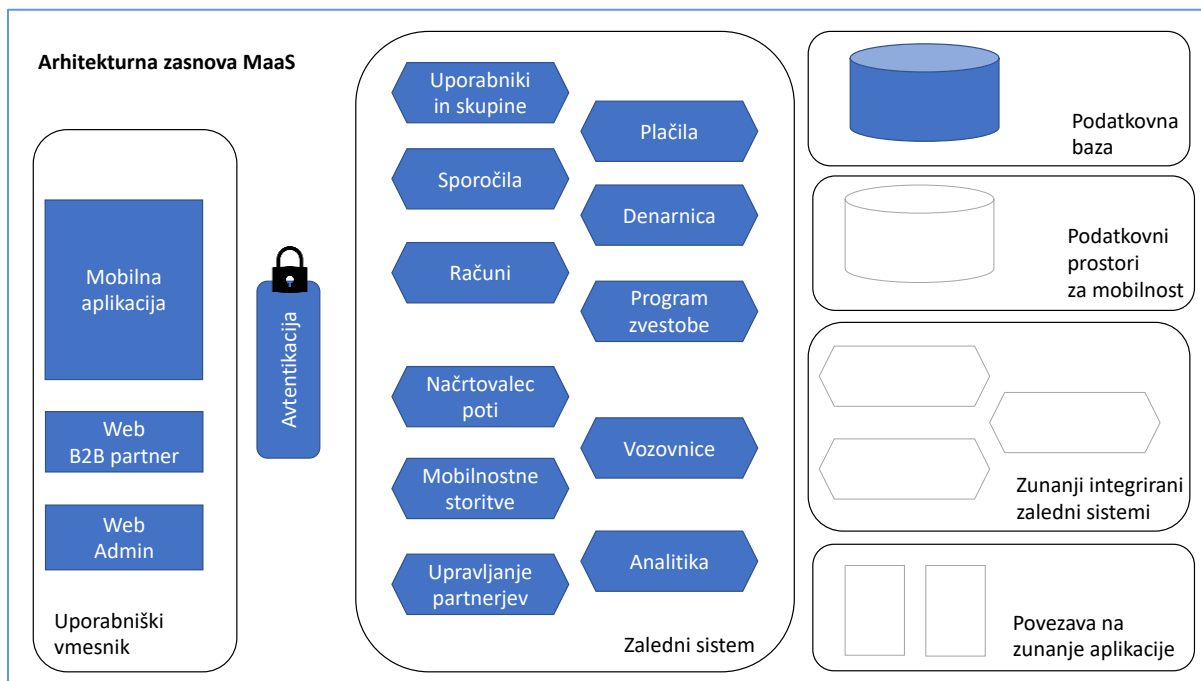 Arhitekturna zasnova MaaS
Mobilna
aplikacija
Web
B2B partner
Web
Admin
Uporabniški
vmesnik
Avtentikacija
Uporabniki
in skupine
Sporočila
Računi
Načrtovalec
poti
Mobilnostne
storitve
Upravljanje
partnerjev
Plačila
Denarnica
Program
zvestobe
Vozovnice
Analitika
Zaledni sistem
Podatkovna
baza
Podatkovni
prostori
za mobilnost
Zunanji integrirani
zaledni sistemi
Povezava na
zunanje aplikacije